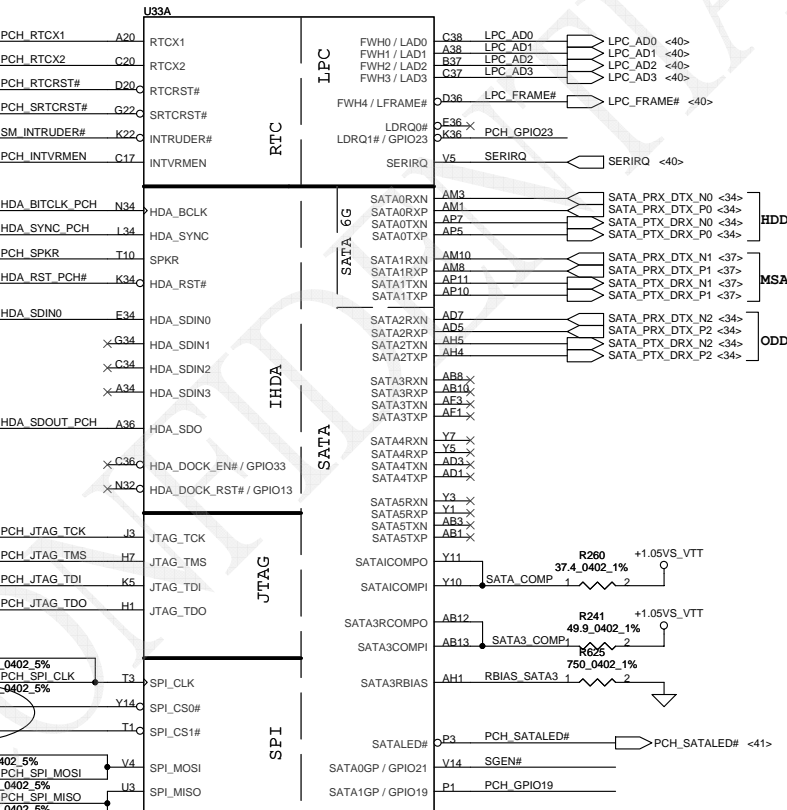 U33A
PCH_RTCX1 A20 RTCX1
PCH_RTCX2 C20 RTCX2
PCH_RTCRST# D20 RTCRST#
PCH_SRTCRST# G22 SRTCRST#
SM_INTRUDER# K22 INTRUDER#
PCH_INTVRMEN C17 INTVRMEN
RTC
LPC
FWH0 / LAD0 C38 LPC_AD0 LPC_AD0 <40>
FWH1 / LAD1 A38 LPC_AD1 LPC_AD1 <40>
FWH2 / LAD2 B37 LPC_AD2 LPC_AD2 <40>
FWH3 / LAD3 C37 LPC_AD3 LPC_AD3 <40>
FWH4 / LFRAME# D36 LPC_FRAME# LPC_FRAME# <40>
LDRQ0# E36
LDRQ1# / GPIO23 K36 PCH_GPIO23
SERIRQ V5 SERIRQ SERIRQ <40>
HDA_BITCLK_PCH N34 HDA_BCLK
HDA_SYNC_PCH L34 HDA_SYNC
PCH_SPKR T10 SPKR
HDA_RST_PCH# K34 HDA_RST#
HDA_SDIN0 E34 HDA_SDIN0
G34 HDA_SDIN1
C34 HDA_SDIN2
A34 HDA_SDIN3
HDA_SDOUT_PCH A36 HDA_SDO
C36 HDA_DOCK_EN# / GPIO33
N32 HDA_DOCK_RST# / GPIO13
IHDA
SATA 6G
SATA
SATA0RXN AM3 SATA_PRX_DTX_N0 <34>
SATA0RXP AM1 SATA_PRX_DTX_P0 <34>
SATA0TXN AP7 SATA_PTX_DRX_N0 <34>
SATA0TXP AP5 SATA_PTX_DRX_P0 <34>
HDD
SATA1RXN AM10 SATA_PRX_DTX_N1 <37>
SATA1RXP AM8 SATA_PRX_DTX_P1 <37>
SATA1TXN AP11 SATA_PTX_DRX_N1 <37>
SATA1TXP AP10 SATA_PTX_DRX_P1 <37>
MSA
SATA2RXN AD7 SATA_PRX_DTX_N2 <34>
SATA2RXP AD5 SATA_PRX_DTX_P2 <34>
SATA2TXN AH5 SATA_PTX_DRX_N2 <34>
SATA2TXP AH4 SATA_PTX_DRX_P2 <34>
ODD
SATA3RXN AB8
SATA3RXP AB10
SATA3TXN AF3
SATA3TXP AF1
SATA4RXN Y7
SATA4RXP Y5
SATA4TXN AD3
SATA4TXP AD1
SATA5RXN Y3
SATA5RXP Y1
SATA5TXN AB3
SATA5TXP AB1
PCH_JTAG_TCK J3 JTAG_TCK
PCH_JTAG_TMS H7 JTAG_TMS
PCH_JTAG_TDI K5 JTAG_TDI
PCH_JTAG_TDO H1 JTAG_TDO
JTAG
SATAICOMPO Y11
R260 +1.05VS_VTT
37.4_0402_1%
SATAICOMPI Y10 SATA_COMP 1 2
SATA3RCOMPO AB12
R241 +1.05VS_VTT
49.9_0402_1%
SATA3COMPI AB13 SATA3_COMP 1 2
R625
750_0402_1%
SATA3RBIAS AH1 RBIAS_SATA3 1 2
_0402_5%
PCH_SPI_CLK T3 SPI_CLK
_0402_5%
Y14 SPI_CS0#
T1 SPI_CS1#
SPI
402_5%
PCH_SPI_MOSI V4 SPI_MOSI
_0402_5%
PCH_SPI_MISO U3 SPI_MISO
_0402_5%
SATALED# P3 PCH_SATALED# PCH_SATALED# <41>
SATA0GP / GPIO21 V14 SGEN#
SATA1GP / GPIO19 P1 PCH_GPIO19